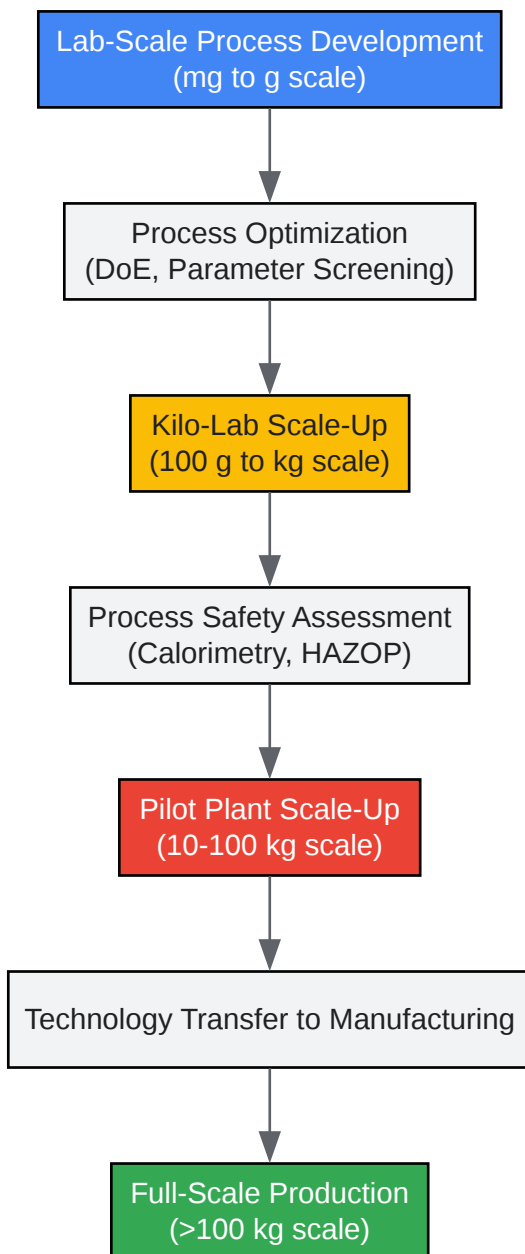 Lab-Scale Process Development
(mg to g scale)
Process Optimization
(DoE, Parameter Screening)
Kilo-Lab Scale-Up
(100 g to kg scale)
Process Safety Assessment
(Calorimetry, HAZOP)
Pilot Plant Scale-Up
(10-100 kg scale)
Technology Transfer to Manufacturing
Full-Scale Production
(>100 kg scale)